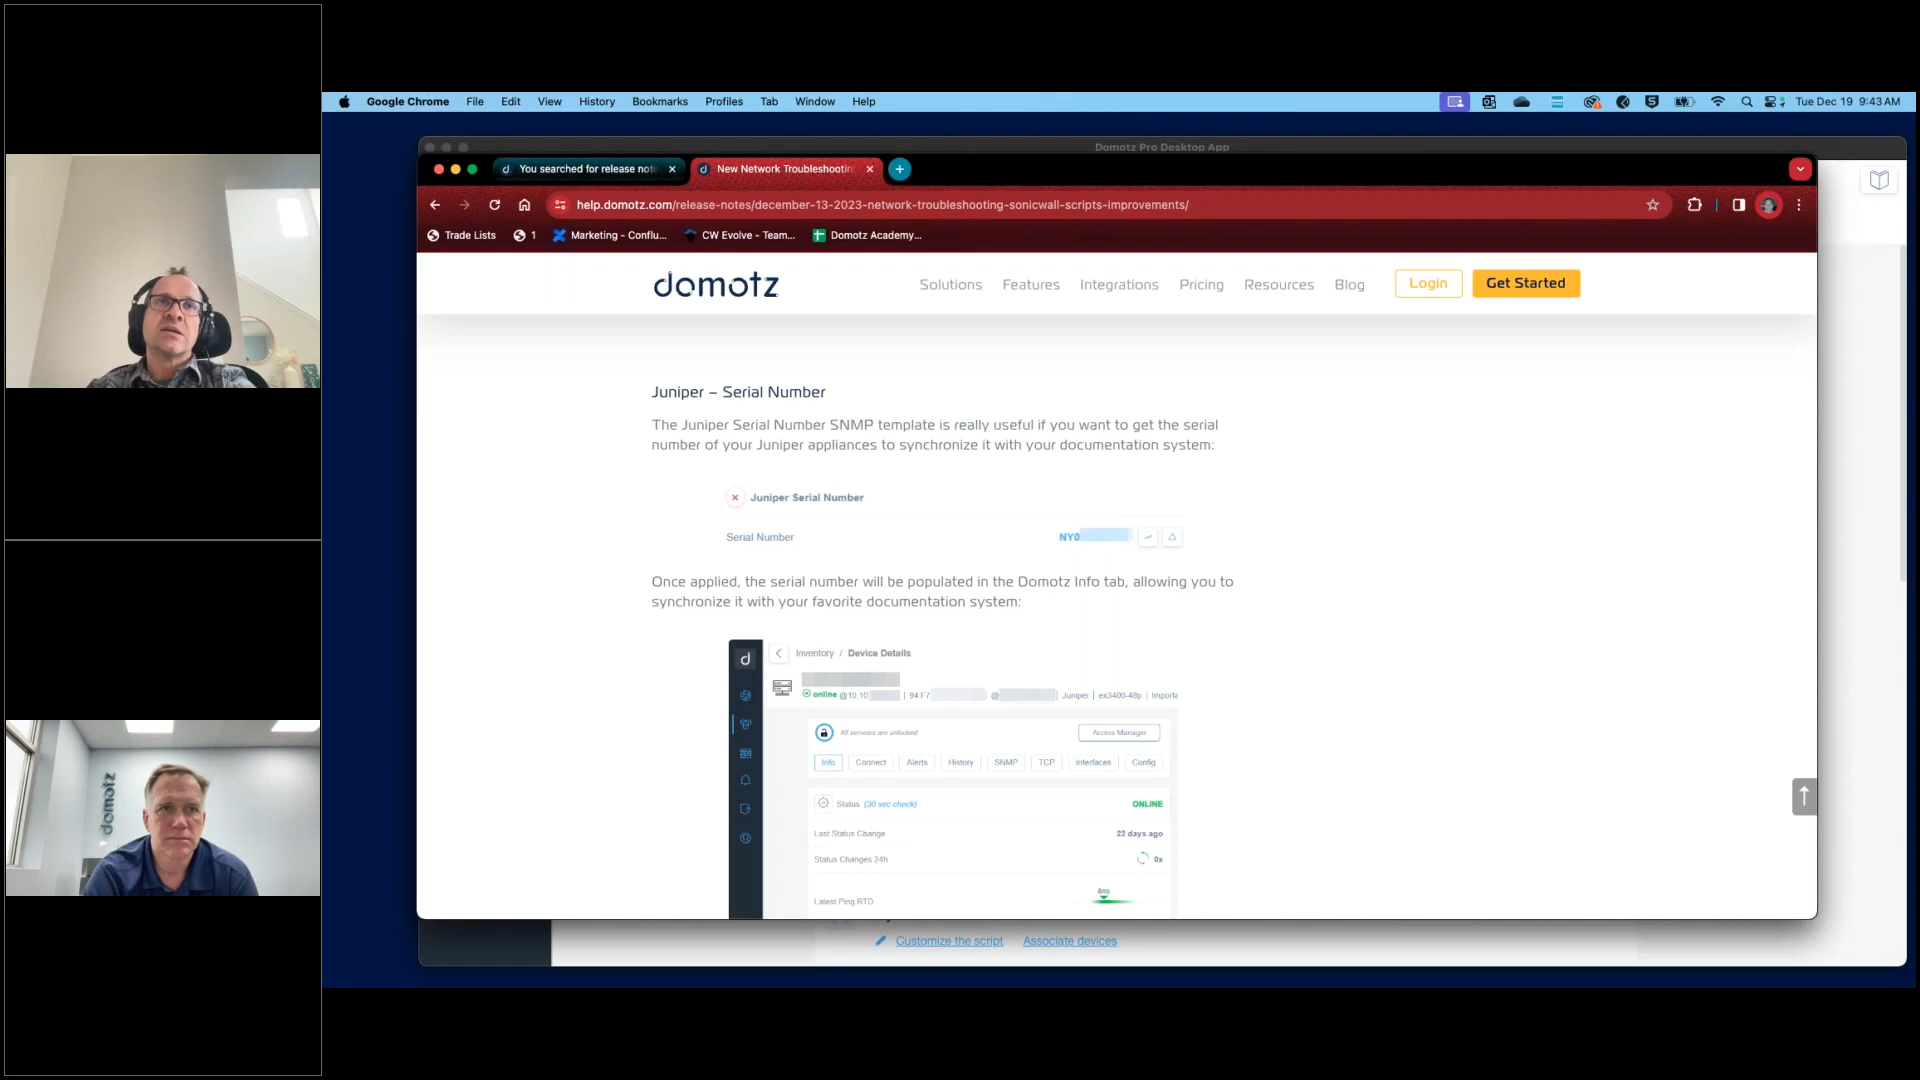 Google Chrome File Edit View History Bookmarks Profiles Tab Window Help
Tue Dec 19 9:43 AM
Domotz Pro Desktop App
You searched for release note
New Network Troubleshootin
help.domotz.com/release-notes/december-13-2023-network-troubleshooting-sonicwall-scripts-improvements/
Trade Lists
1
Marketing - Conflu...
CW Evolve - Team...
Domotz Academy...
domotz
Solutions Features Integrations Pricing Resources Blog Login Get Started
Juniper – Serial Number
The Juniper Serial Number SNMP template is really useful if you want to get the serial
number of your Juniper appliances to synchronize it with your documentation system:
Juniper Serial Number
Serial Number NY0
Once applied, the serial number will be populated in the Domotz Info tab, allowing you to
synchronize it with your favorite documentation system:
d
Inventory / Device Details
online @10.10 | 94:F7 | @ | Juniper | ex3400-48p | Importa
All services are unlocked Access Manager
Info Connect Alerts History SNMP TCP Interfaces Config
Status (30 sec check) ONLINE
Last Status Change 22 days ago
Status Changes 24h 0x
Latest Ping RTD 8ms
Customize the script Associate devices
domotz